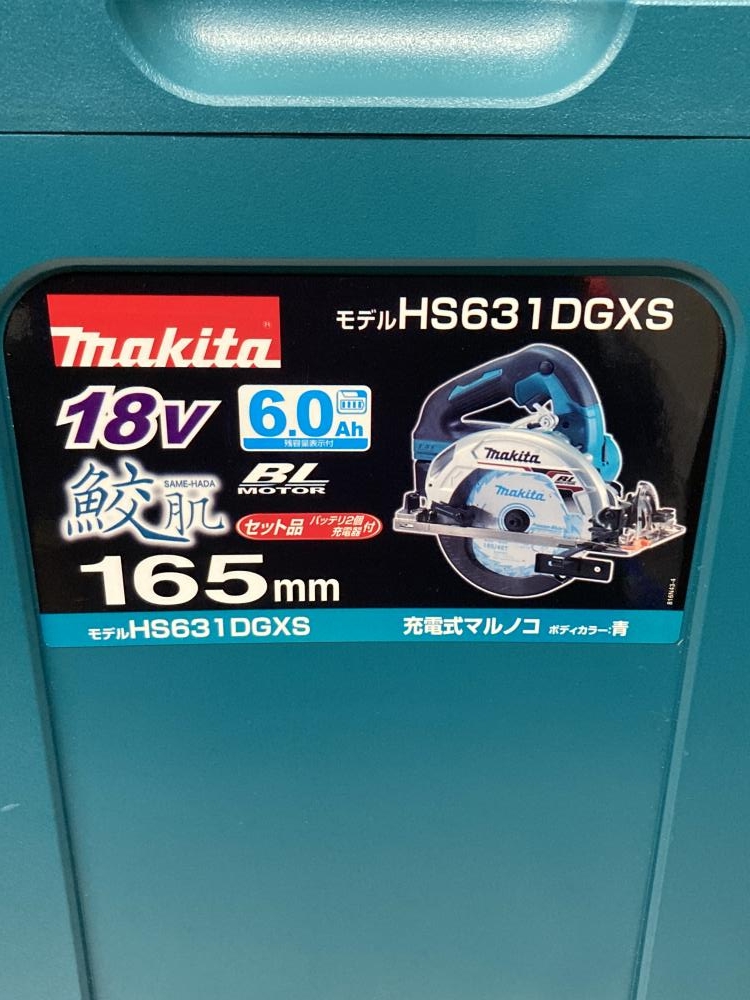 makita®
モデルHS631DGXS
18V
6.0Ah
残容量表示付
鮫肌
SAME-HADA
BL
MOTOR
セット品 バッテリ2個
充電器付
165mm
makita
BL
makita
モデルHS631DGXS
充電式マルノコ ボディカラー:青